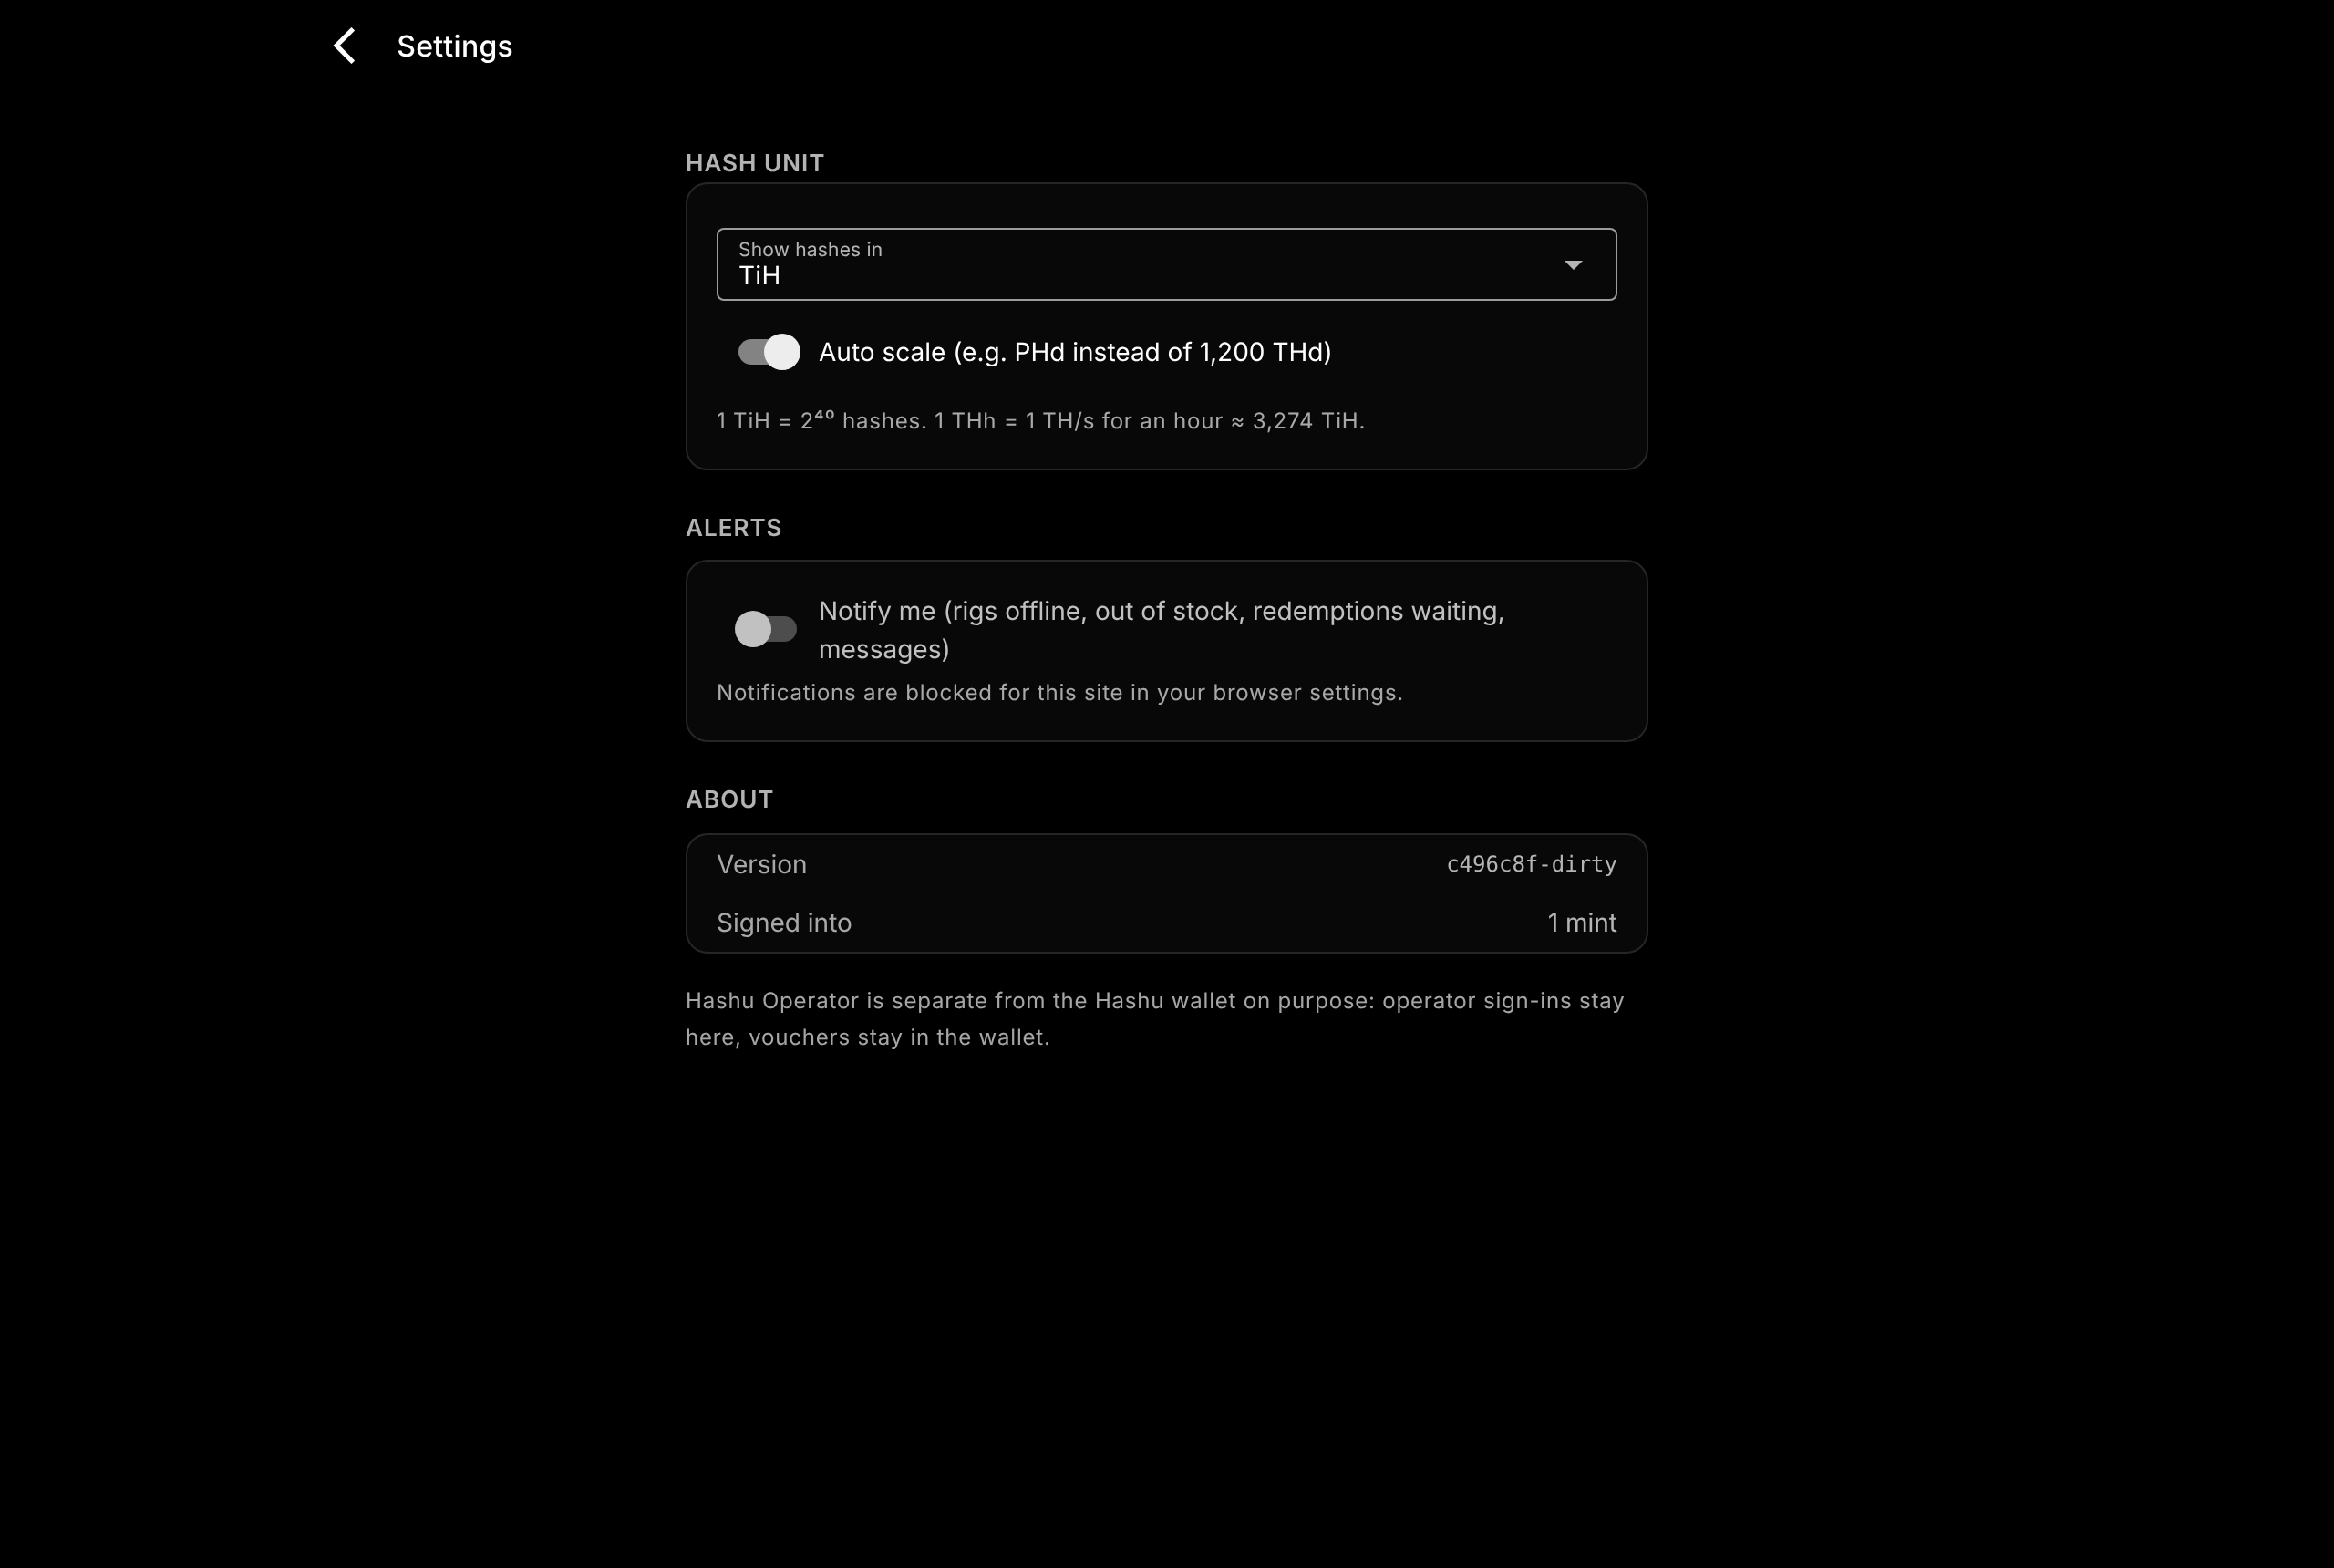 Settings
HASH UNIT
Show hashes in
TiH
Auto scale (e.g. PHd instead of 1,200 THd)
1 TiH = 2⁴⁰ hashes. 1 THh = 1 TH/s for an hour ≈ 3,274 TiH.
ALERTS
Notify me (rigs offline, out of stock, redemptions waiting,
messages)
Notifications are blocked for this site in your browser settings.
ABOUT
Version c496c8f-dirty
Signed into 1 mint
Hashu Operator is separate from the Hashu wallet on purpose: operator sign-ins stay
here, vouchers stay in the wallet.